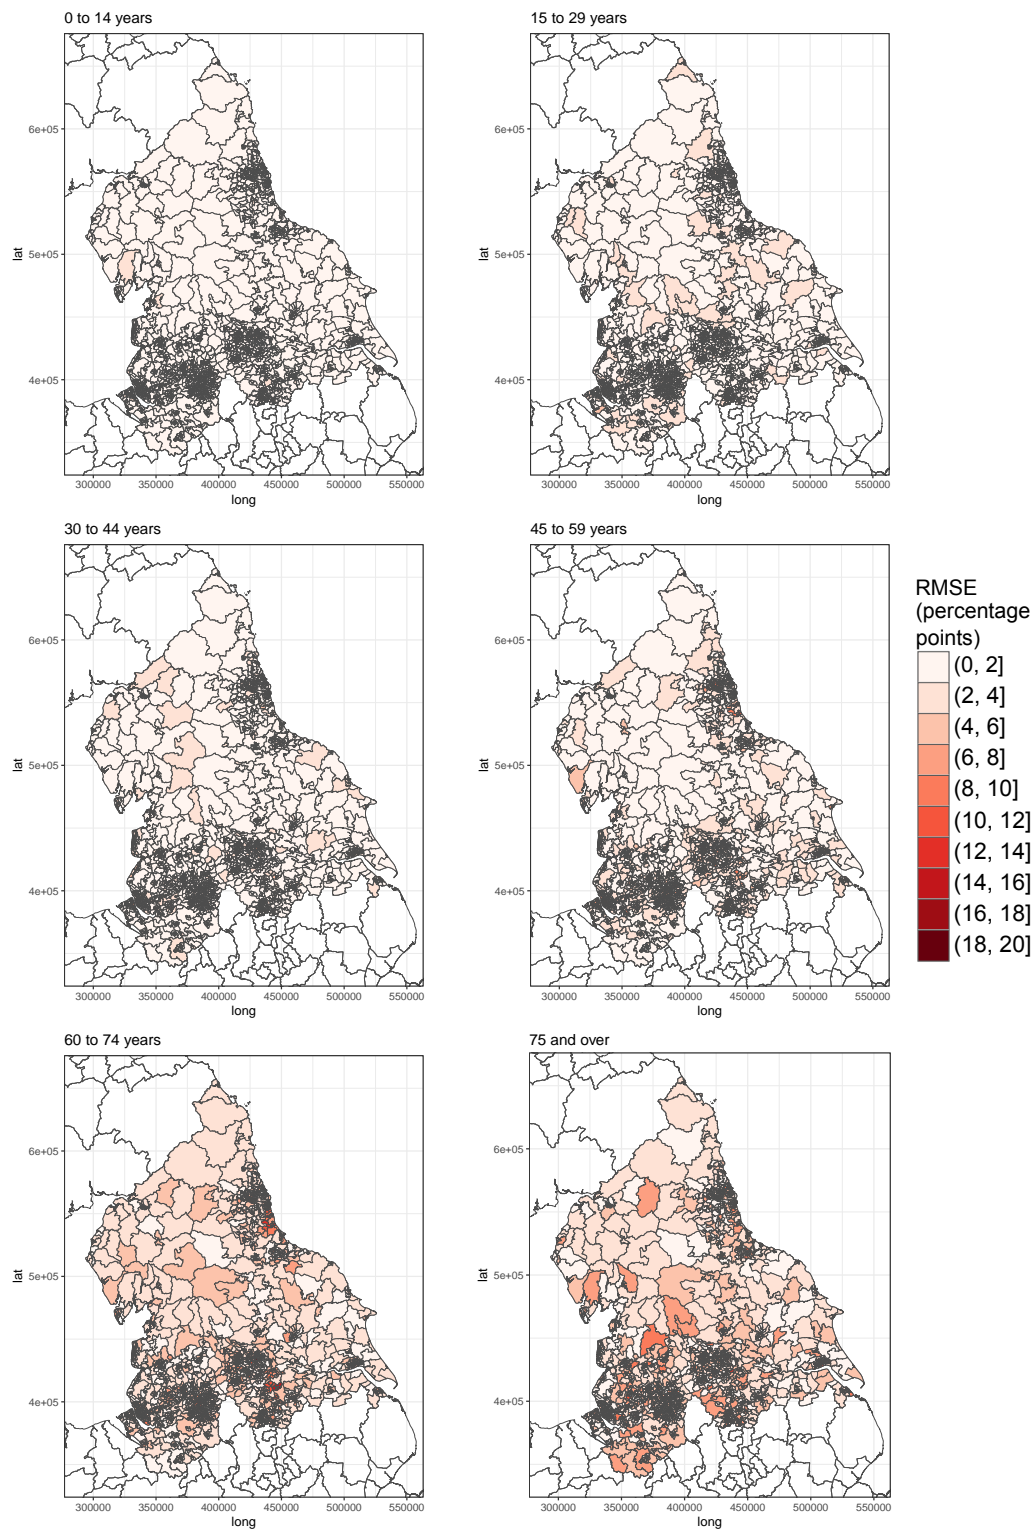 0 to 14 years
15 to 29 years
6e+05
5e+05
4e+05
lat
300000 350000 400000 450000 500000 550000
long
6e+05
5e+05
4e+05
lat
300000 350000 400000 450000 500000 550000
long
30 to 44 years
45 to 59 years
6e+05
5e+05
4e+05
lat
300000 350000 400000 450000 500000 550000
long
6e+05
5e+05
4e+05
lat
300000 350000 400000 450000 500000 550000
long
RMSE
(percentage
points)
(0, 2]
(2, 4]
(4, 6]
(6, 8]
(8, 10]
(10, 12]
(12, 14]
(14, 16]
(16, 18]
(18, 20]
60 to 74 years
75 and over
6e+05
5e+05
4e+05
lat
300000 350000 400000 450000 500000 550000
long
6e+05
5e+05
4e+05
lat
300000 350000 400000 450000 500000 550000
long